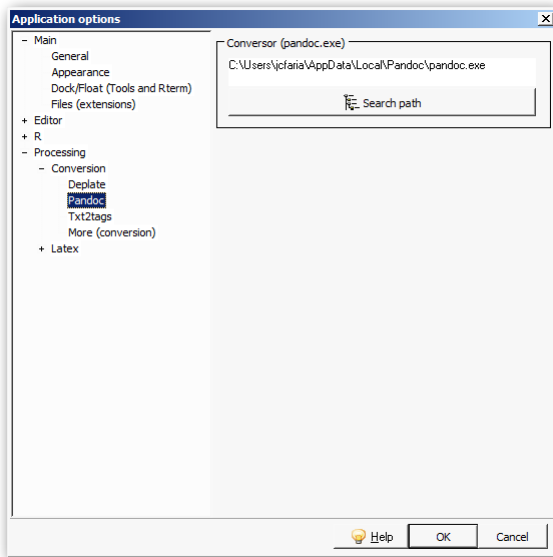 Application options
Main
General
Appearance
Dock/Float (Tools and Rterm)
Files (extensions)
Editor
R
Processing
Conversion
Deplate
Pandoc
Txt2tags
More (conversion)
Latex
Conversor (pandoc.exe)
C:\Users\jcfaria\AppData\Local\Pandoc\pandoc.exe
Search path
Help
OK
Cancel